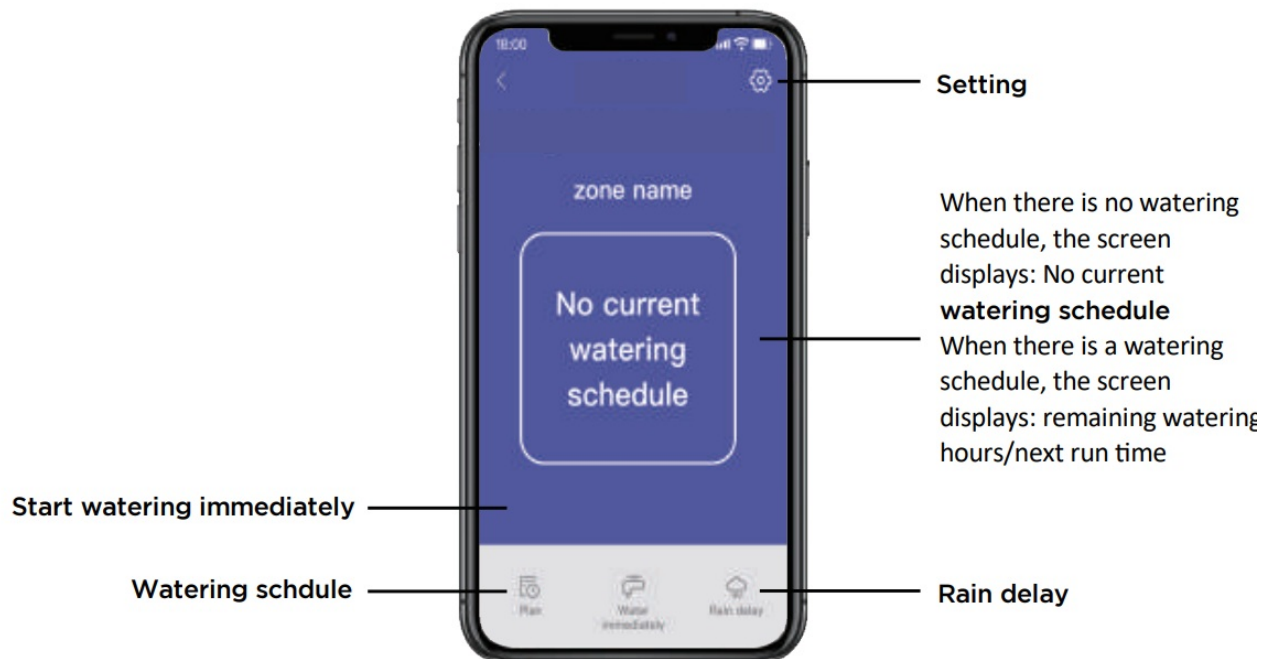 18:00
Setting
zone name
No current
watering
schedule
When there is no watering
schedule, the screen
displays: No current
watering schedule
When there is a watering
schedule, the screen
displays: remaining watering
hours/next run time
Start watering immediately
Watering schdule
Rain delay
Plan
Water
immediately
Rain delay